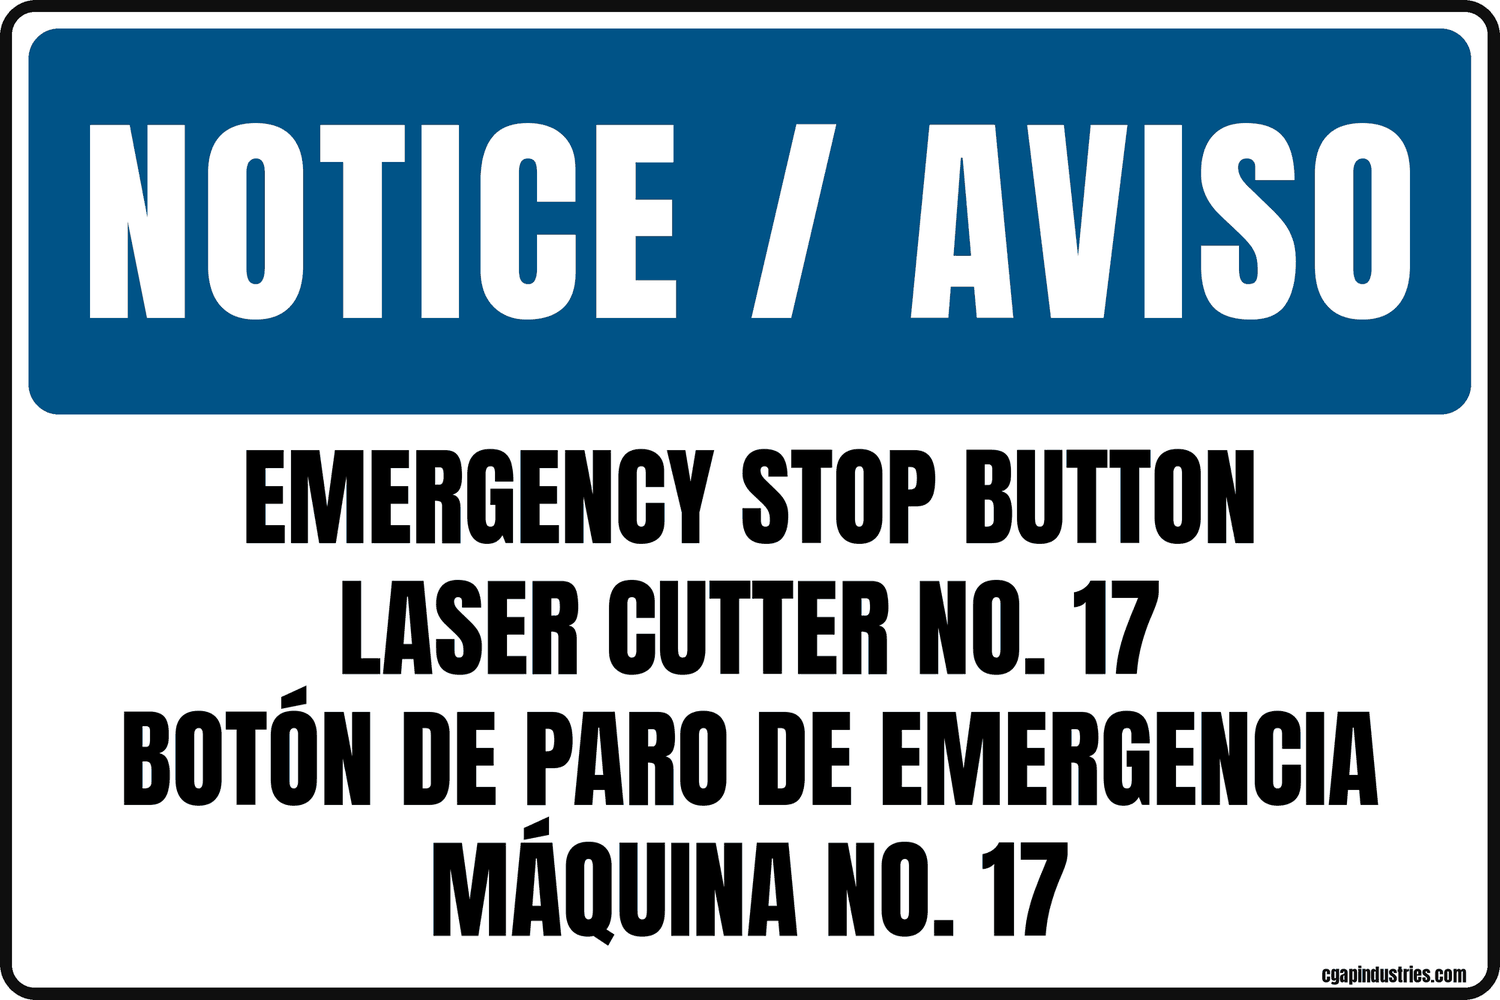 NOTICE / AVISO
EMERGENCY STOP BUTTON
LASER CUTTER NO. 17
BOTÓN DE PARO DE EMERGENCIA
MÁQUINA NO. 17
cgapindustries.com